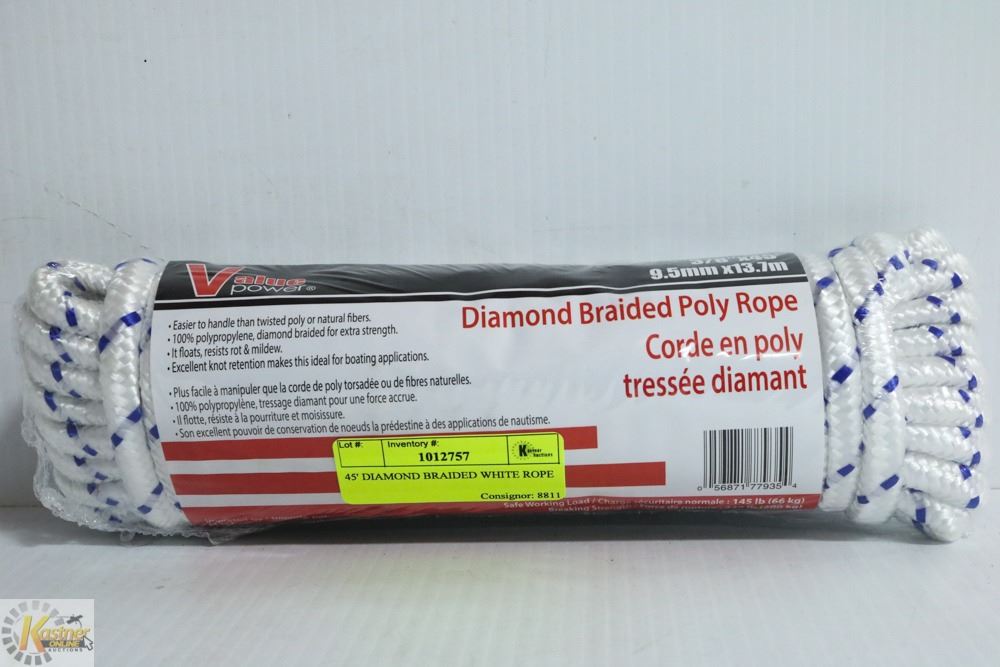 Value
power®
3/8" x45'
9.5mm x13.7m
Diamond Braided Poly Rope
Corde en poly
tressée diamant
• Easier to handle than twisted poly or natural fibers.
• 100% polypropylene, diamond braided for extra strength.
• It floats, resists rot & mildew.
• Excellent knot retention makes this ideal for boating applications.
• Plus facile à manipuler que la corde de poly torsadée ou de fibres naturelles.
• 100% polypropylène, tressage diamant pour une force accrue.
• Il flotte, résiste à la pourriture et moisissure.
• Son excellent pouvoir de conservation de noeuds la prédestine à des applications de nautisme.
Lot #: Inventory #:
1012757
Kastner
Auctions
45' DIAMOND BRAIDED WHITE ROPE
Consignor: 8811
0 56871 77935 4
Safe Working Load / Charge sécuritaire normale : 145 lb (66 kg)
Breaking Strength
Kastner
ONLINE
AUCTIONS